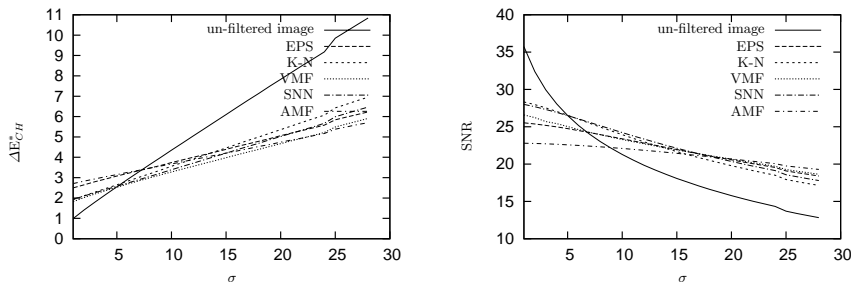 11
10
9
8
7
6
5
4
3
2
1
0
5
10
15
20
25
30
ΔE*CH
σ
un-filtered image
EPS
K-N
VMF
SNN
AMF
40
35
30
25
20
15
10
5
10
15
20
25
30
SNR
σ
un-filtered image
EPS
K-N
VMF
SNN
AMF